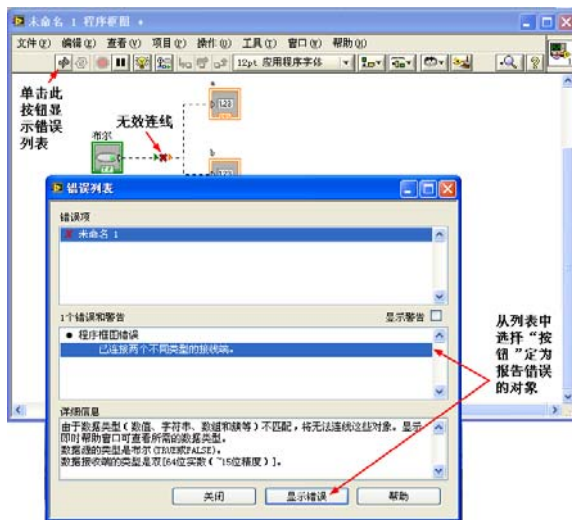 未命名 1 程序框图 *
文件(F) 编辑(E) 查看(V) 项目(P) 操作(O) 工具(T) 窗口(W) 帮助(H)
12pt 应用程序字体
单击此
按钮显
示错误
列表
无效连线
布尔
a
1.23
b
1.23
错误列表
错误项
未命名 1
1个错误和警告
显示警告
程序框图错误
已连接两个不同类型的接线端。
从列表中
选择“按
钮”定为
报告错误
的对象
详细信息
由于数据类型(数值、字符串、数组和簇等)不匹配,将无法连线这些对象。显示
即时帮助窗口可查看所需的数据类型。
数据源的类型是布尔(TRUE或FALSE)。
数据接收端的类型是双[64位实数(~15位精度)]。
关闭
显示错误
帮助